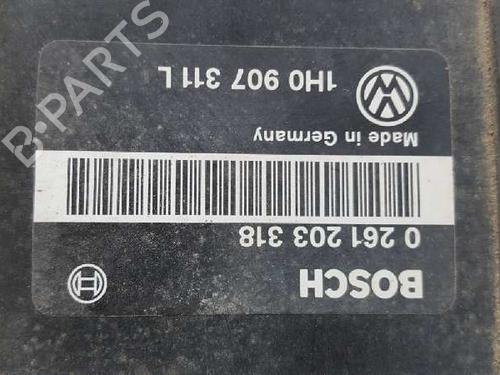 BOSCH
0 261 203 318
Made in Germany
1H0 907 311 L
B-PARTS